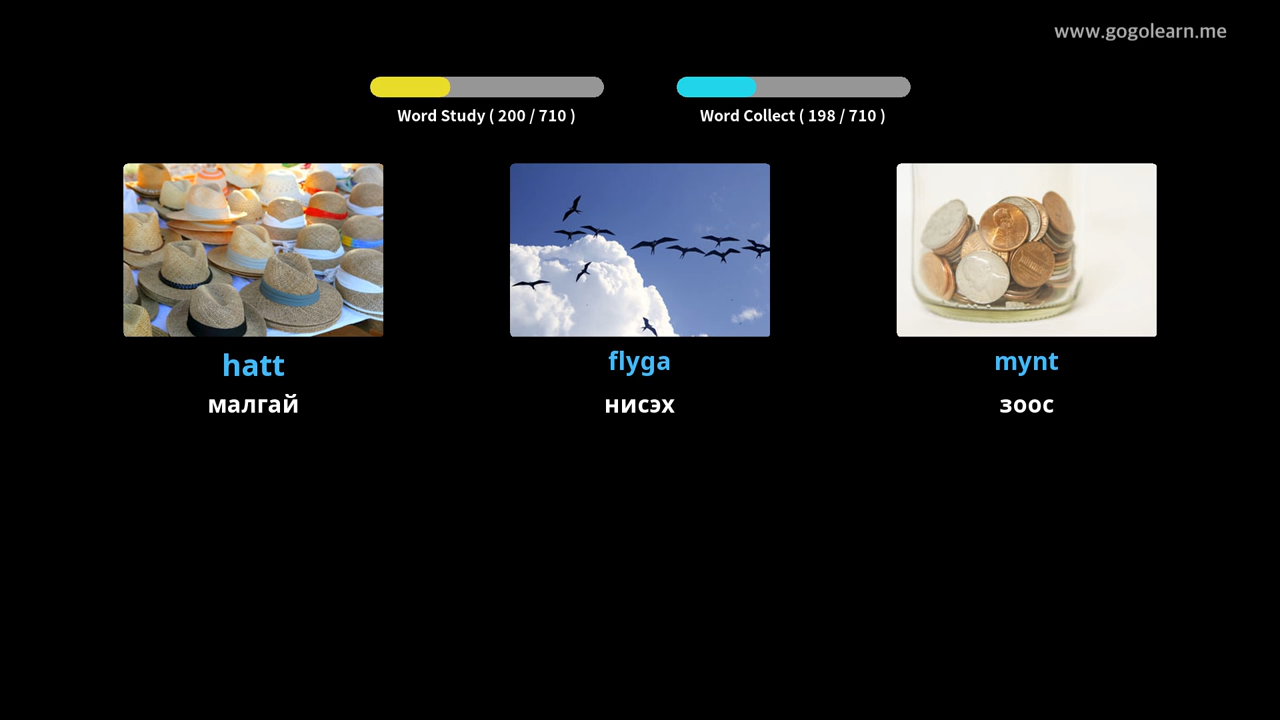 www.gogolearn.me
Word Study ( 200 / 710 )
Word Collect ( 198 / 710 )
hatt
flyga
mynt
малгай
нисэх
зоос